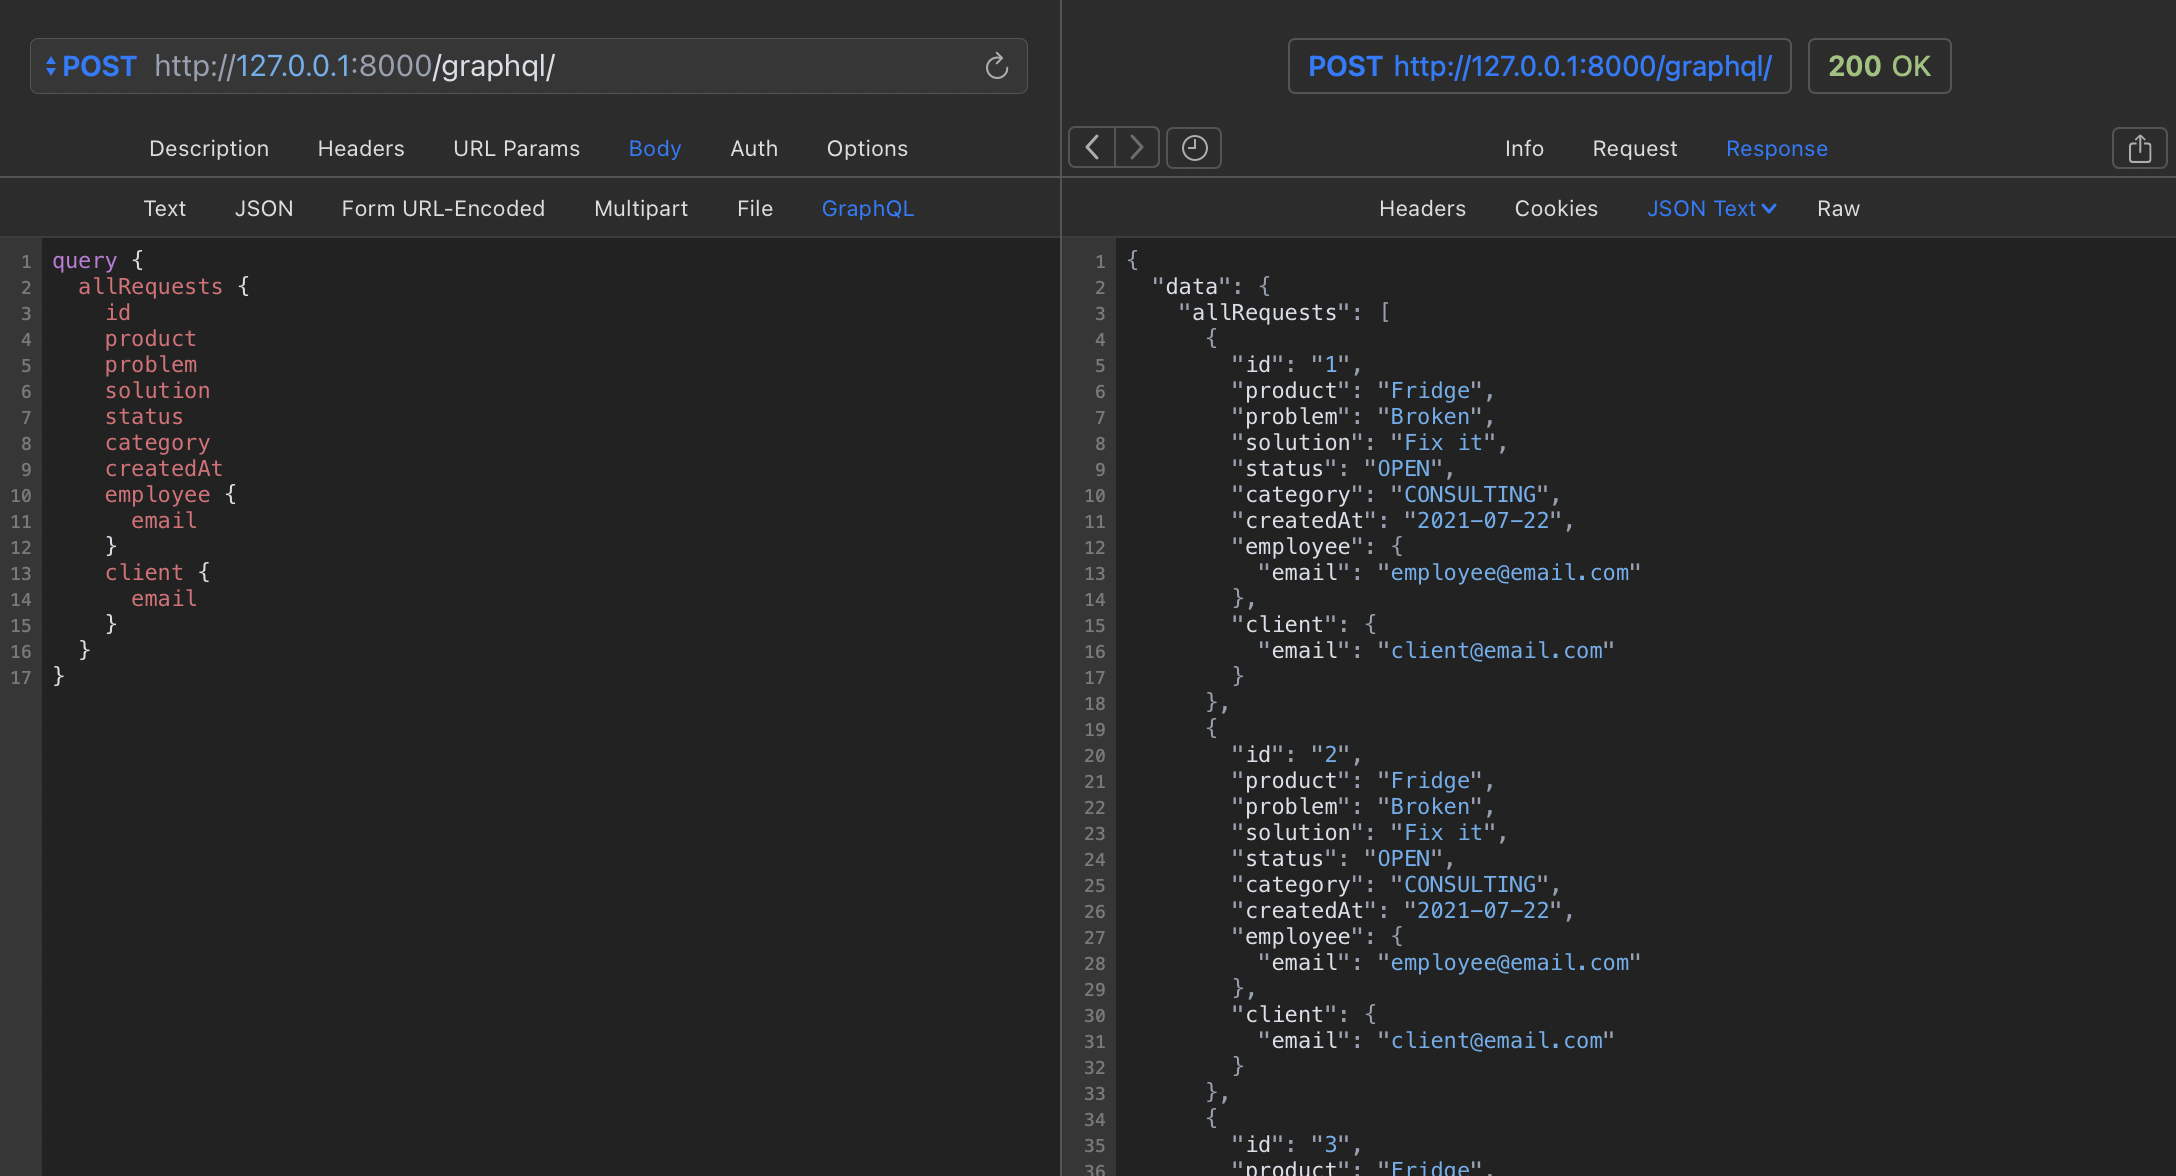 POST http://127.0.0.1:8000/graphql/
Description Headers URL Params Body Auth Options
Text JSON Form URL-Encoded Multipart File GraphQL
1 query {
2   allRequests {
3     id
4     product
5     problem
6     solution
7     status
8     category
9     createdAt
10     employee {
11       email
12     }
13     client {
14       email
15     }
16   }
17 }
POST http://127.0.0.1:8000/graphql/ 200 OK
Info Request Response
Headers Cookies JSON Text Raw
1 {
2   "data": {
3     "allRequests": [
4       {
5         "id": "1",
6         "product": "Fridge",
7         "problem": "Broken",
8         "solution": "Fix it",
9         "status": "OPEN",
10         "category": "CONSULTING",
11         "createdAt": "2021-07-22",
12         "employee": {
13           "email": "employee@email.com"
14         },
15         "client": {
16           "email": "client@email.com"
17         }
18       },
19       {
20         "id": "2",
21         "product": "Fridge",
22         "problem": "Broken",
23         "solution": "Fix it",
24         "status": "OPEN",
25         "category": "CONSULTING",
26         "createdAt": "2021-07-22",
27         "employee": {
28           "email": "employee@email.com"
29         },
30         "client": {
31           "email": "client@email.com"
32         }
33       },
34       {
35         "id": "3",
36         "product": "Fridge",